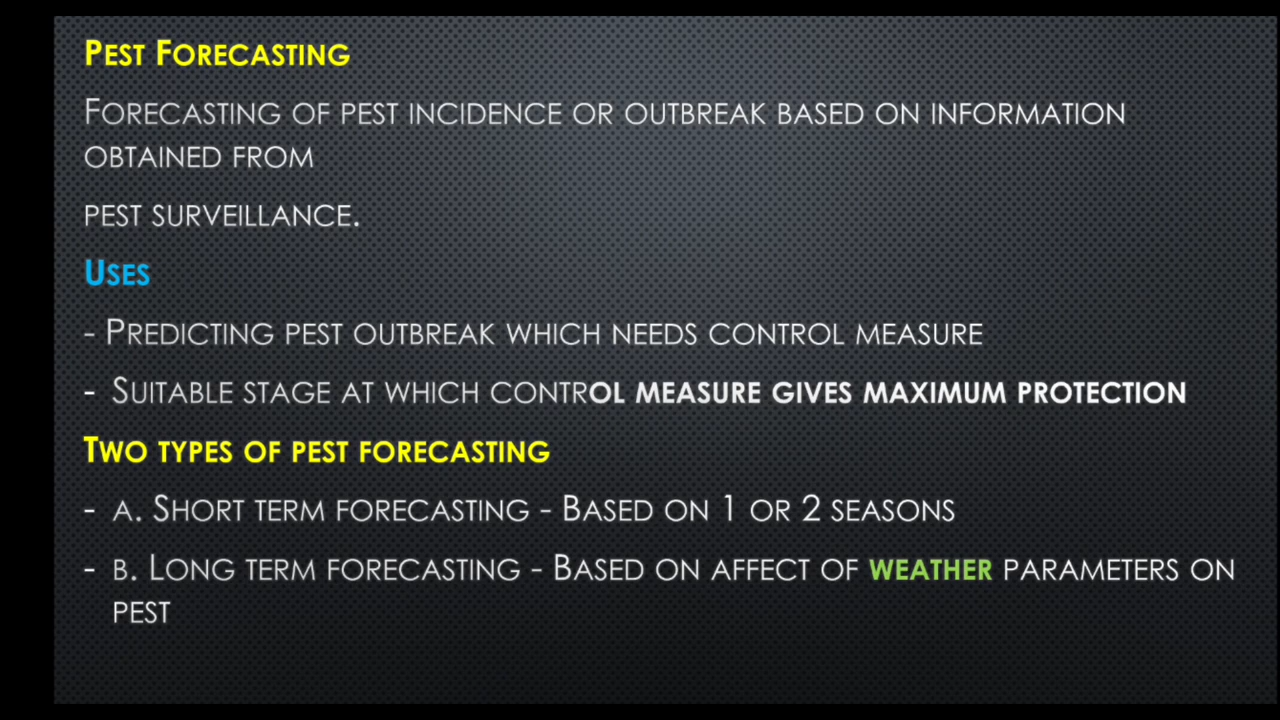 Pest Forecasting
Forecasting of pest incidence or outbreak based on information
obtained from
pest surveillance.
Uses
- Predicting pest outbreak which needs control measure
- Suitable stage at which control measure gives maximum protection
Two types of pest forecasting
- a. Short term forecasting - Based on 1 or 2 seasons
- b. Long term forecasting - Based on affect of weather parameters on
pest